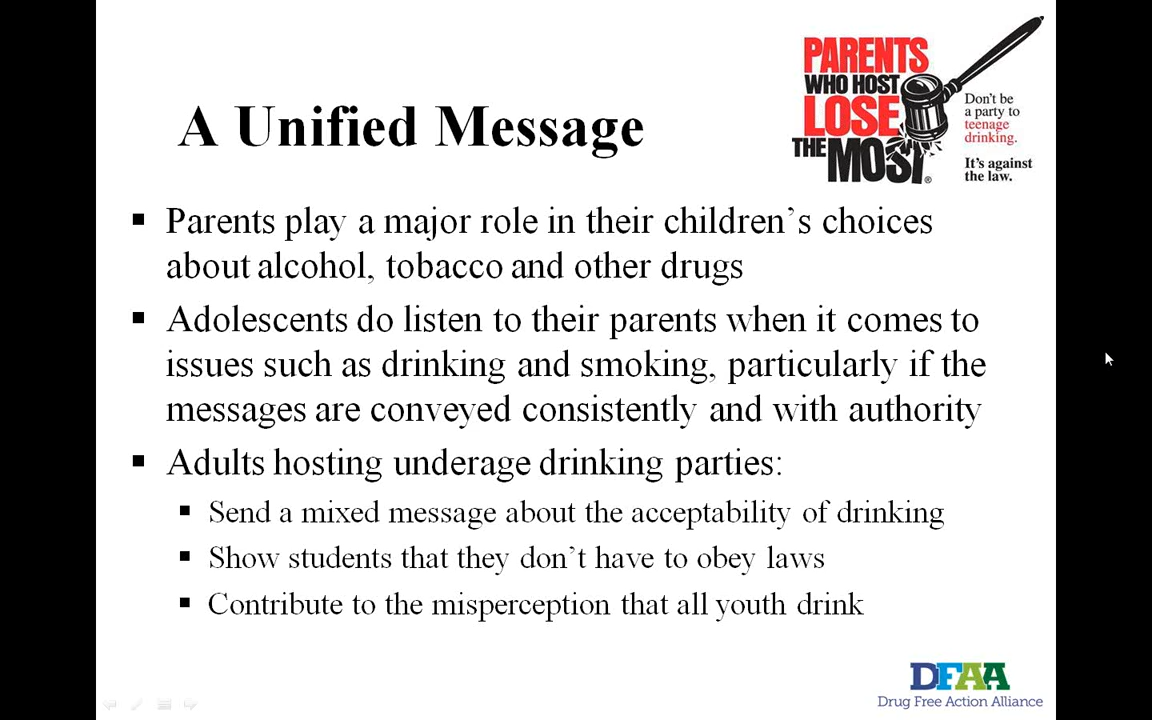 PARENTS
WHO HOST
LOSE
THE MOST®
Don't be
a party to
teenage
drinking.
It's against
the law.
A Unified Message
▪ Parents play a major role in their children's choices
about alcohol, tobacco and other drugs
▪ Adolescents do listen to their parents when it comes to
issues such as drinking and smoking, particularly if the
messages are conveyed consistently and with authority
▪ Adults hosting underage drinking parties:
▪ Send a mixed message about the acceptability of drinking
▪ Show students that they don't have to obey laws
▪ Contribute to the misperception that all youth drink
DFAA
Drug Free Action Alliance